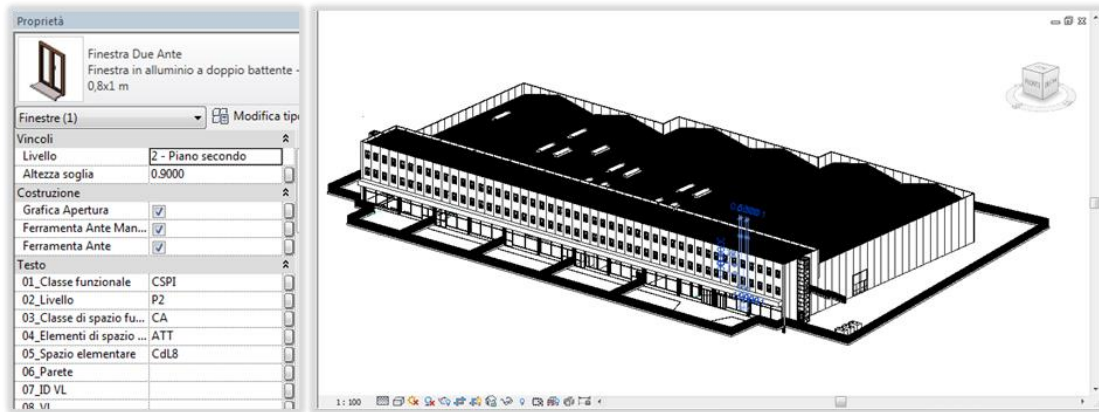 Proprietà
Finestra Due Ante
Finestra in alluminio a doppio battente -
0,8x1 m
Finestre (1)
Modifica tip
Vincoli
Livello 2 - Piano secondo
Altezza soglia 0.9000
Costruzione
Grafica Apertura
Ferramenta Ante Man...
Ferramenta Ante
Testo
01_Classe funzionale CSPI
02_Livello P2
03_Classe di spazio fu... CA
04_Elementi di spazio ... ATT
05_Spazio elementare CdL8
06_Parete
07_ID VL
08_VL
1 : 100